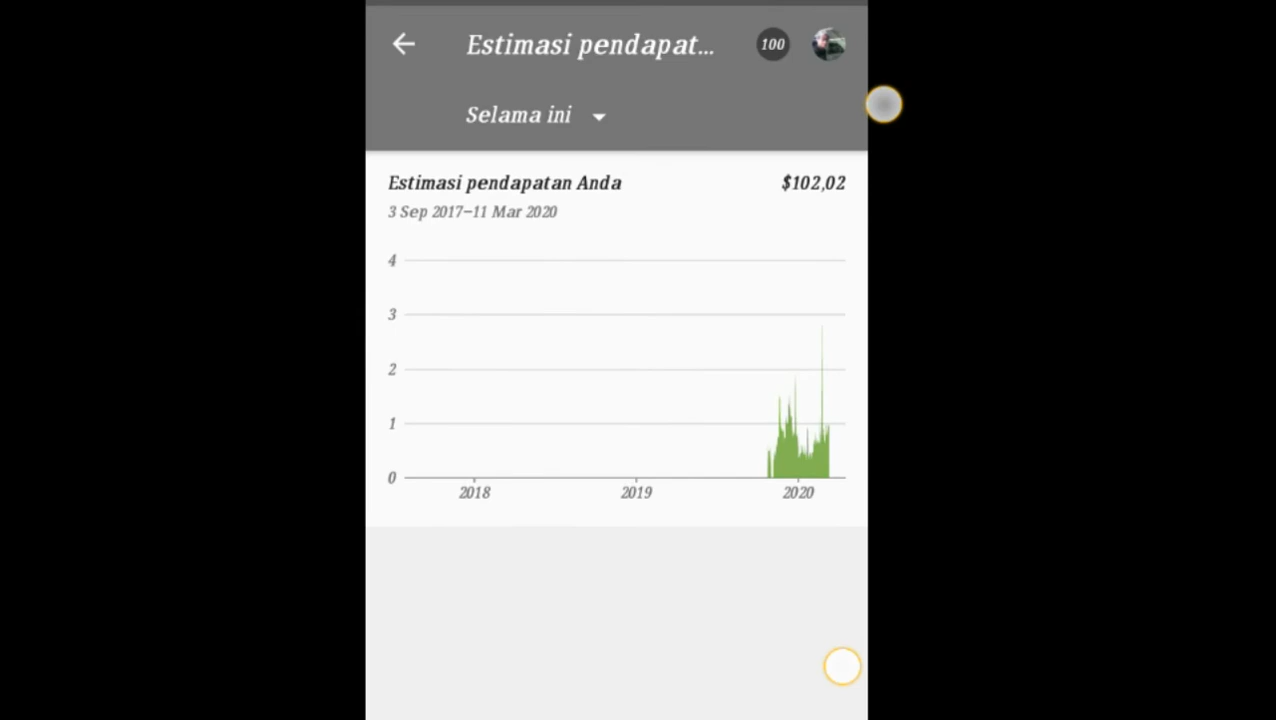 Estimasi pendapat...
100
Selama ini
Estimasi pendapatan Anda
$102,02
3 Sep 2017–11 Mar 2020
4
3
2
1
0
2018
2019
2020